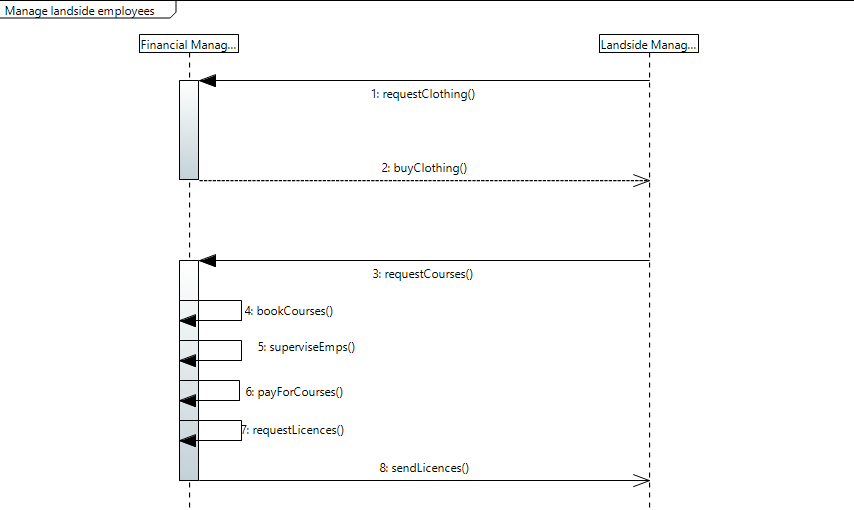 Manage landside employees
Financial Manag...
Landside Manag...
1: requestClothing()
2: buyClothing()
3: requestCourses()
4: bookCourses()
5: superviseEmps()
6: payForCourses()
7: requestLicences()
8: sendLicences()